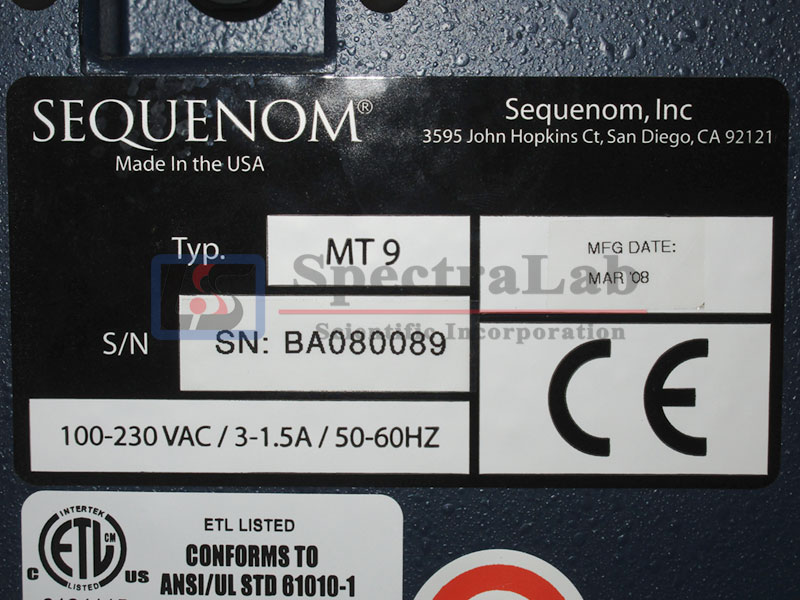 SEQUENOM®
Made In the USA
Sequenom, Inc
3595 John Hopkins Ct, San Diego, CA 92121
Typ. MT 9
MFG DATE:
MAR '08
SpectraLab
Scientific Incorporation
S/N SN: BA080089
CE
100-230 VAC / 3-1.5A / 50-60HZ
INTERTEK
ETL CM
LISTED
C US
ETL LISTED
CONFORMS TO
ANSI/UL STD 61010-1